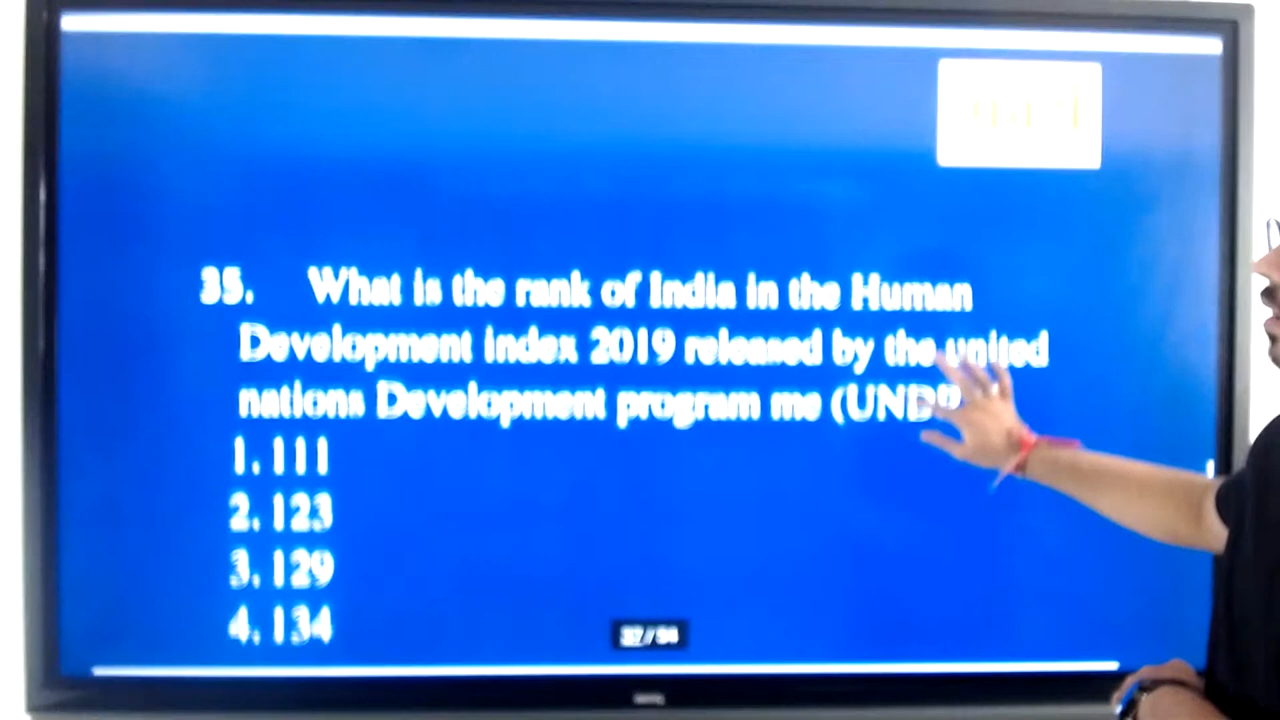 35. What is the rank of India in the Human
Development index 2019 released by the united
nations Development program me (UNDP
1. 111
2. 123
3. 129
4. 134